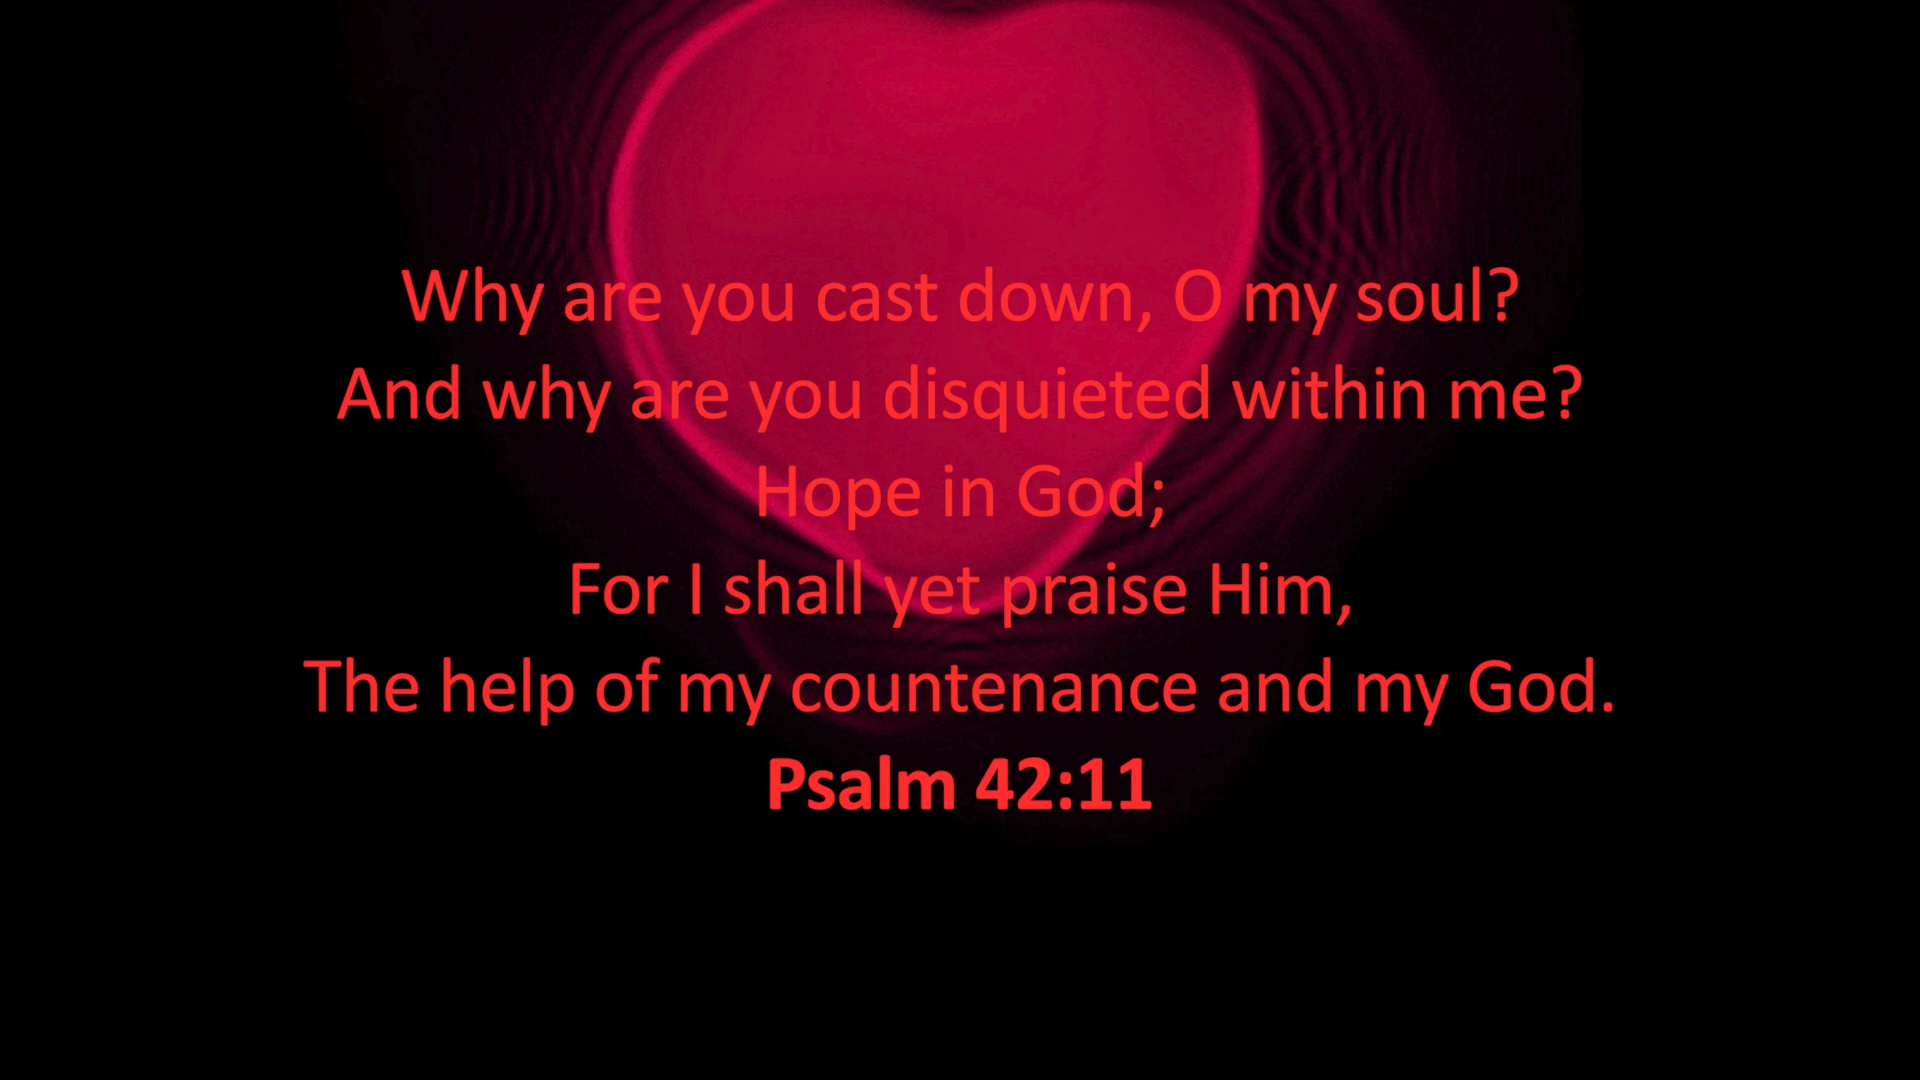 Why are you cast down, O my soul?
And why are you disquieted within me?
Hope in God;
For I shall yet praise Him,
The help of my countenance and my God.
Psalm 42:11